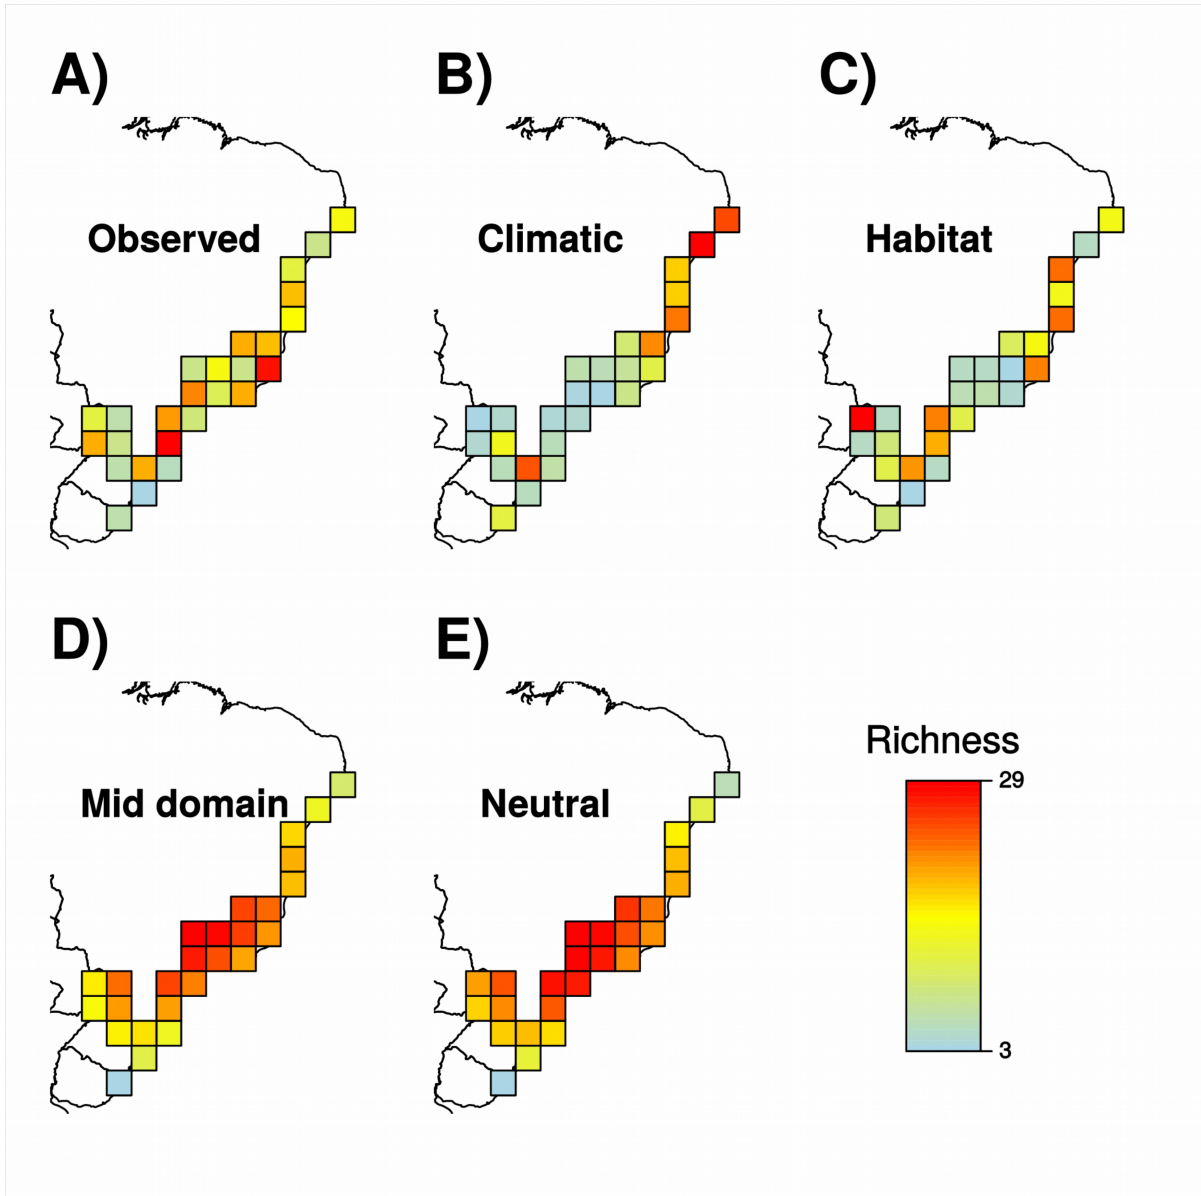 A)
B)
C)
Observed
Climatic
Habitat
D)
E)
Mid domain
Neutral
Richness
29
3